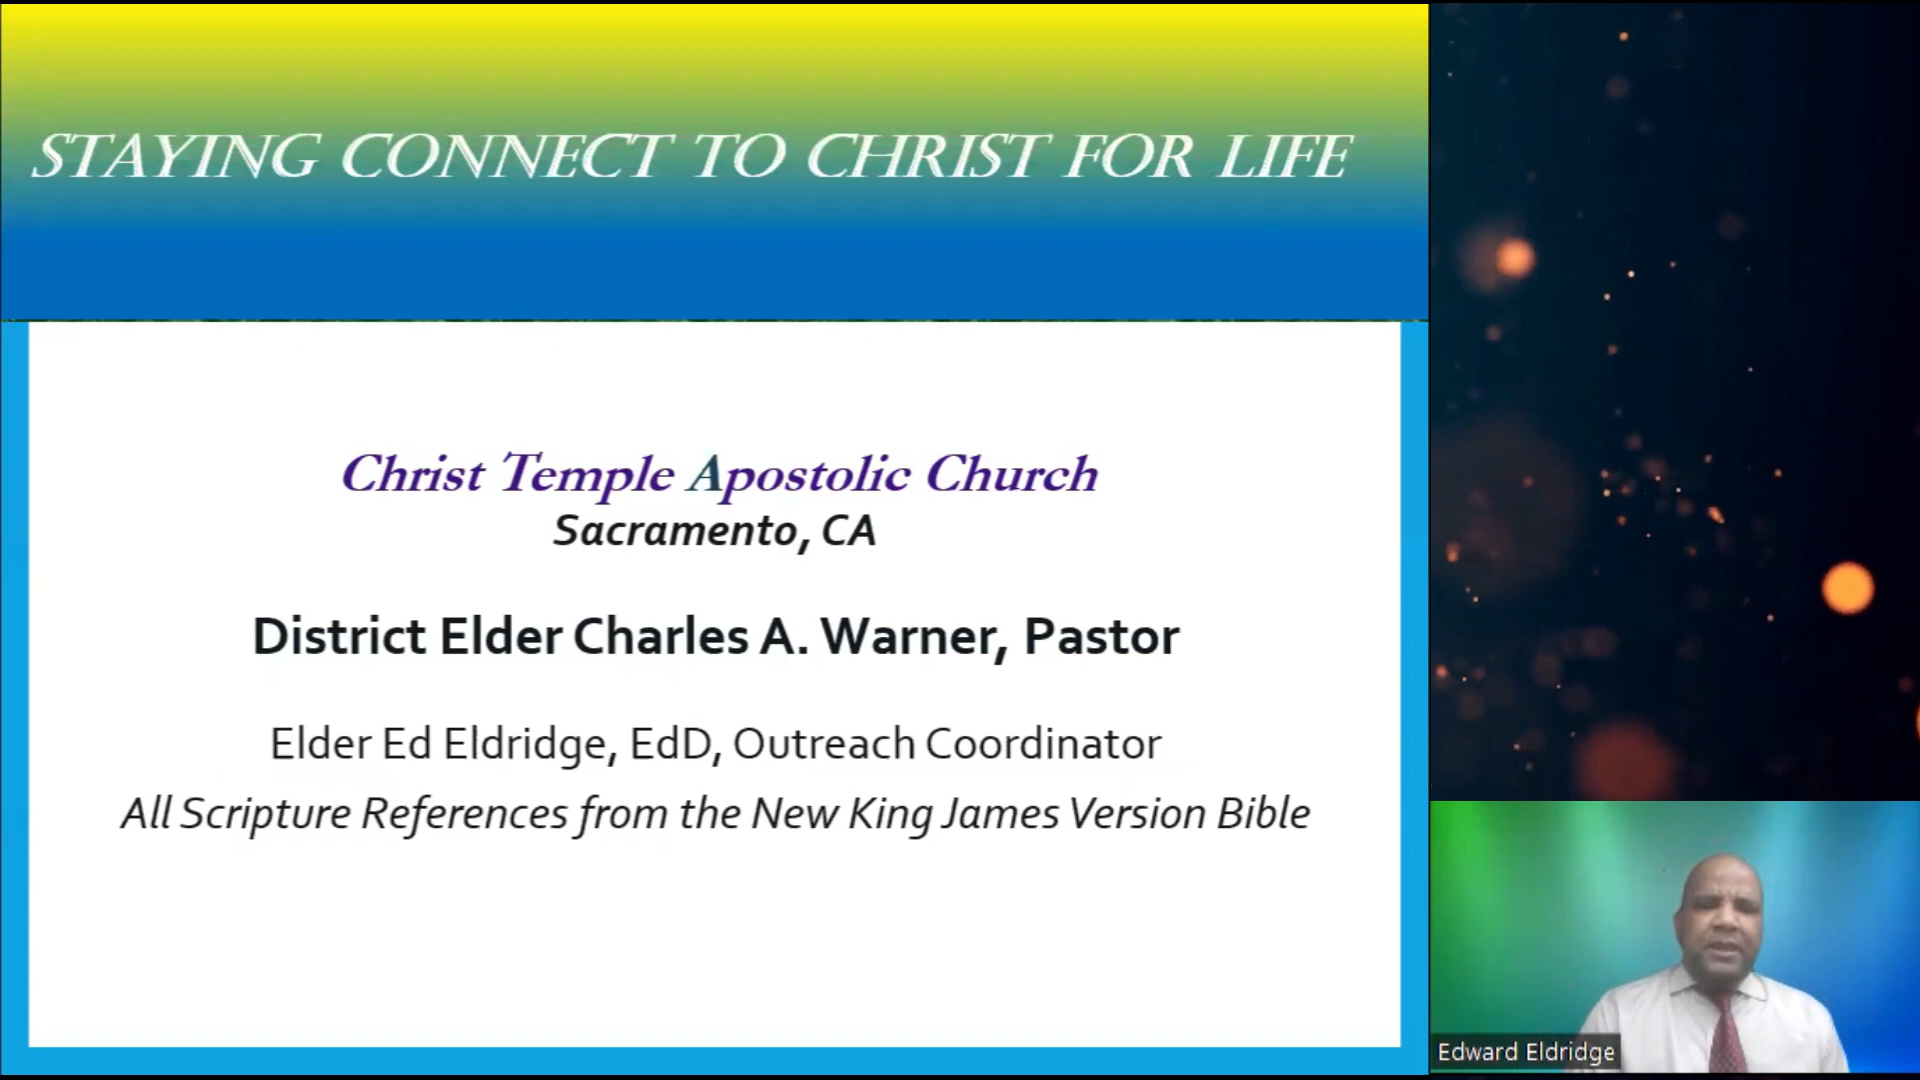 STAYING CONNECT TO CHRIST FOR LIFE
Christ Temple Apostolic Church
Sacramento, CA
District Elder Charles A. Warner, Pastor
Elder Ed Eldridge, EdD, Outreach Coordinator
All Scripture References from the New King James Version Bible
Edward Eldridge